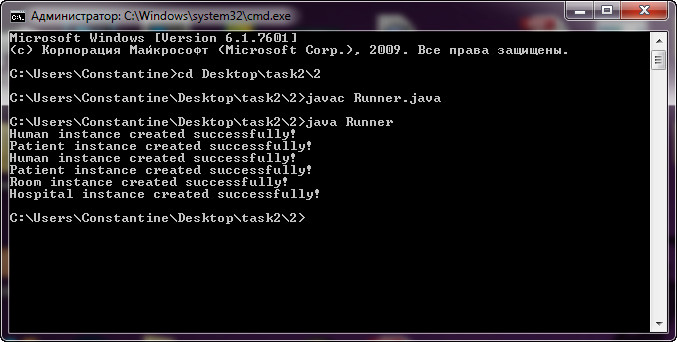 Администратор: C:\Windows\system32\cmd.exe
Microsoft Windows [Version 6.1.7601]
(c) Корпорация Майкрософт (Microsoft Corp.), 2009. Все права защищены.
C:\Users\Constantine>cd Desktop\task2\2
C:\Users\Constantine\Desktop\task2\2>javac Runner.java
C:\Users\Constantine\Desktop\task2\2>java Runner
Human instance created successfully!
Patient instance created successfully!
Human instance created successfully!
Patient instance created successfully!
Room instance created successfully!
Hospital instance created successfully!
C:\Users\Constantine\Desktop\task2\2>